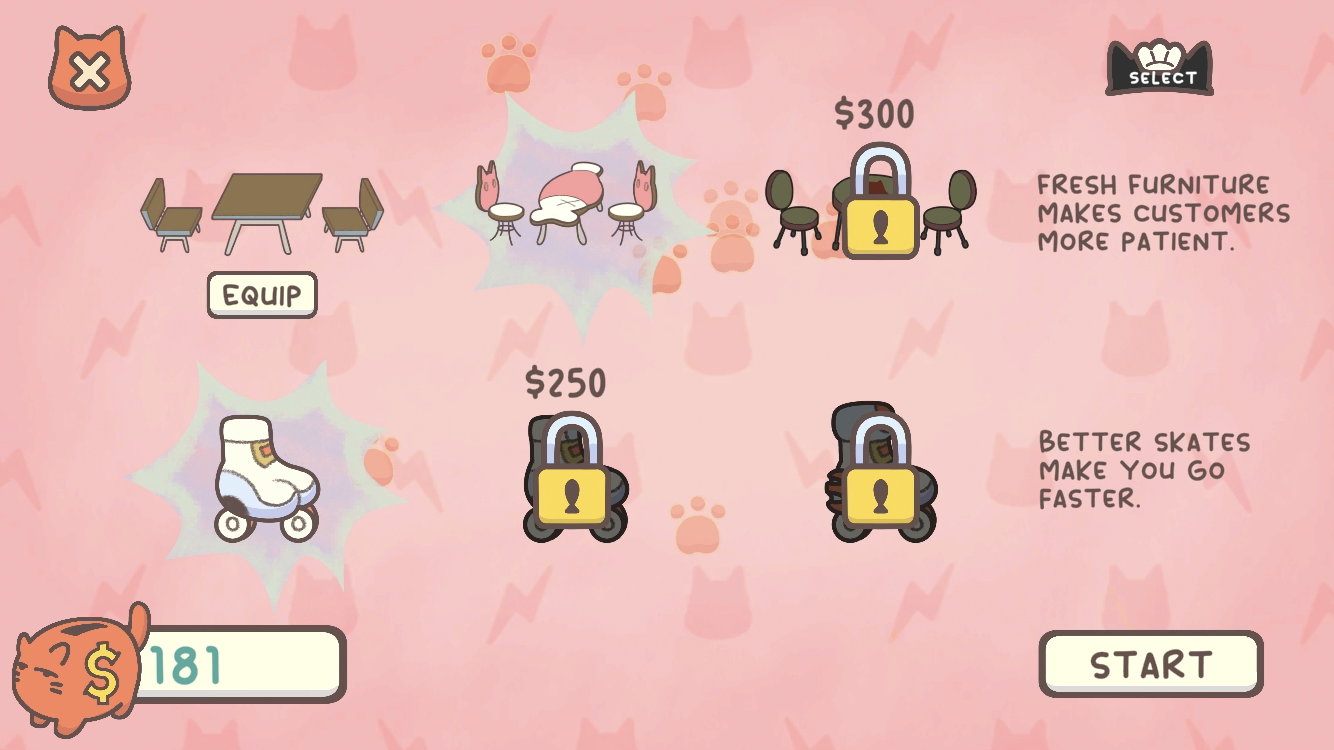 SELECT
$300
FRESH FURNITURE
MAKES CUSTOMERS
MORE PATIENT.
EQUIP
$250
BETTER SKATES
MAKE YOU GO
FASTER.
$ 181
START